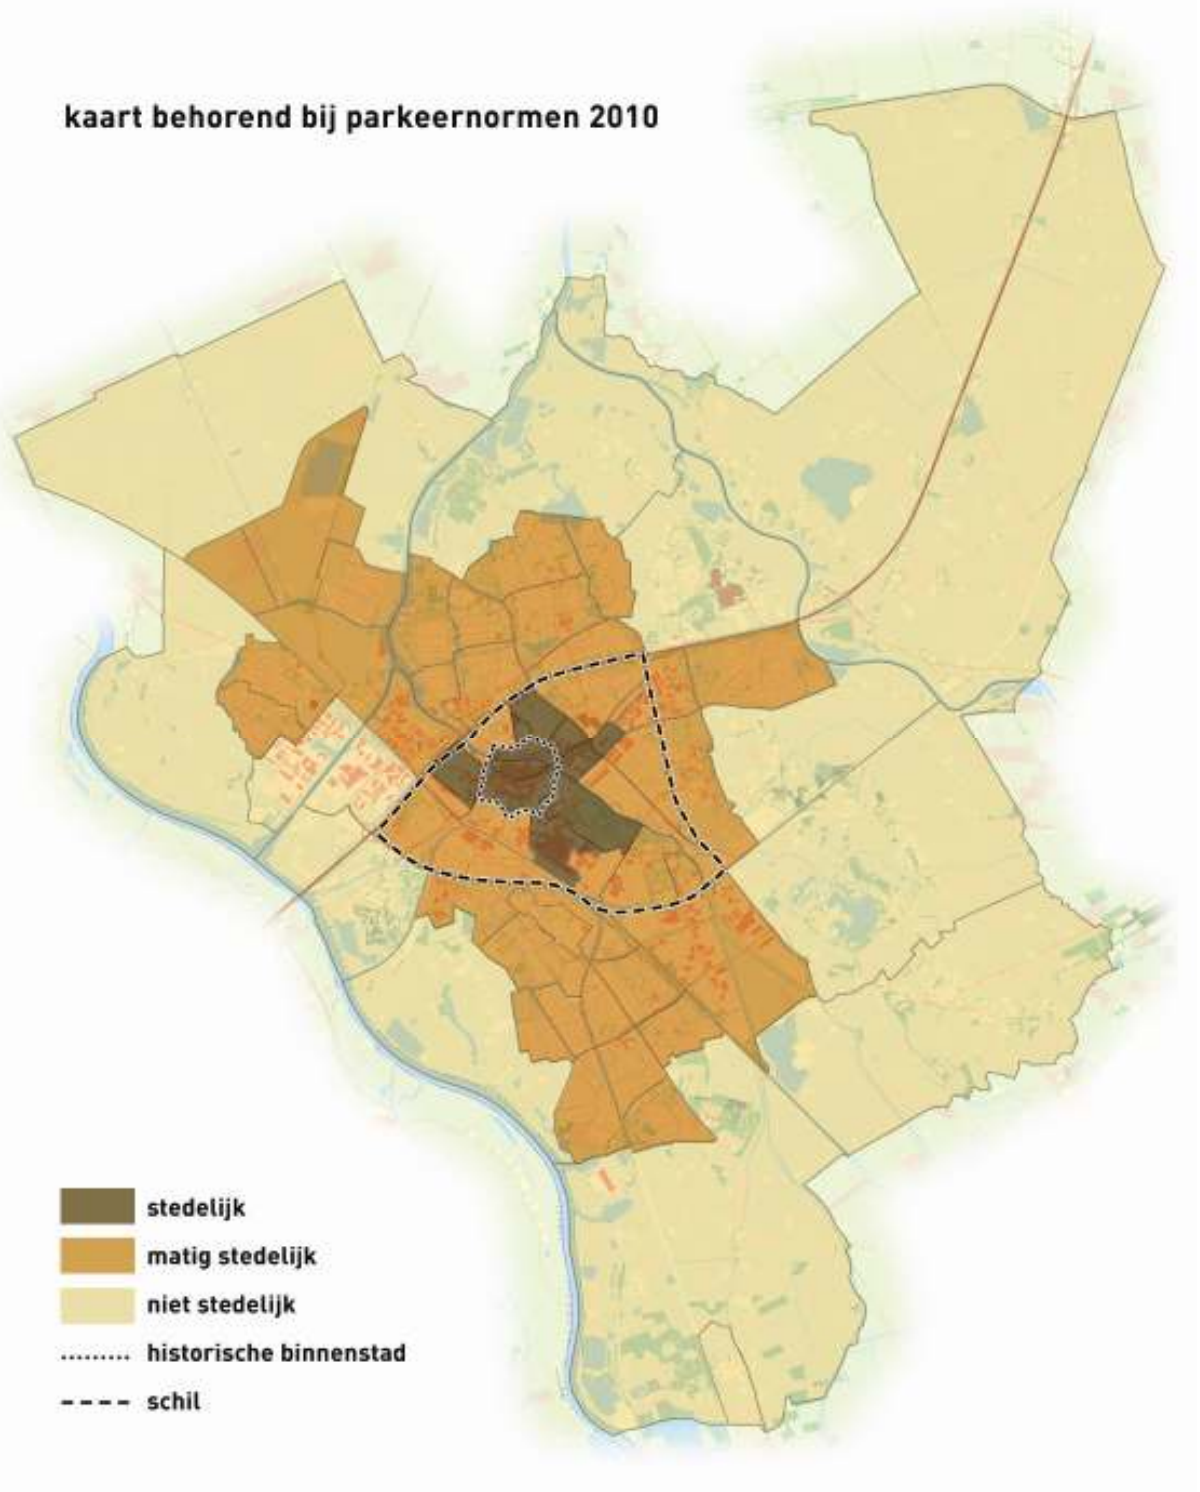 kaart behorend bij parkeernormen 2010
stedelijk
matig stedelijk
niet stedelijk
historische binnenstad
schil